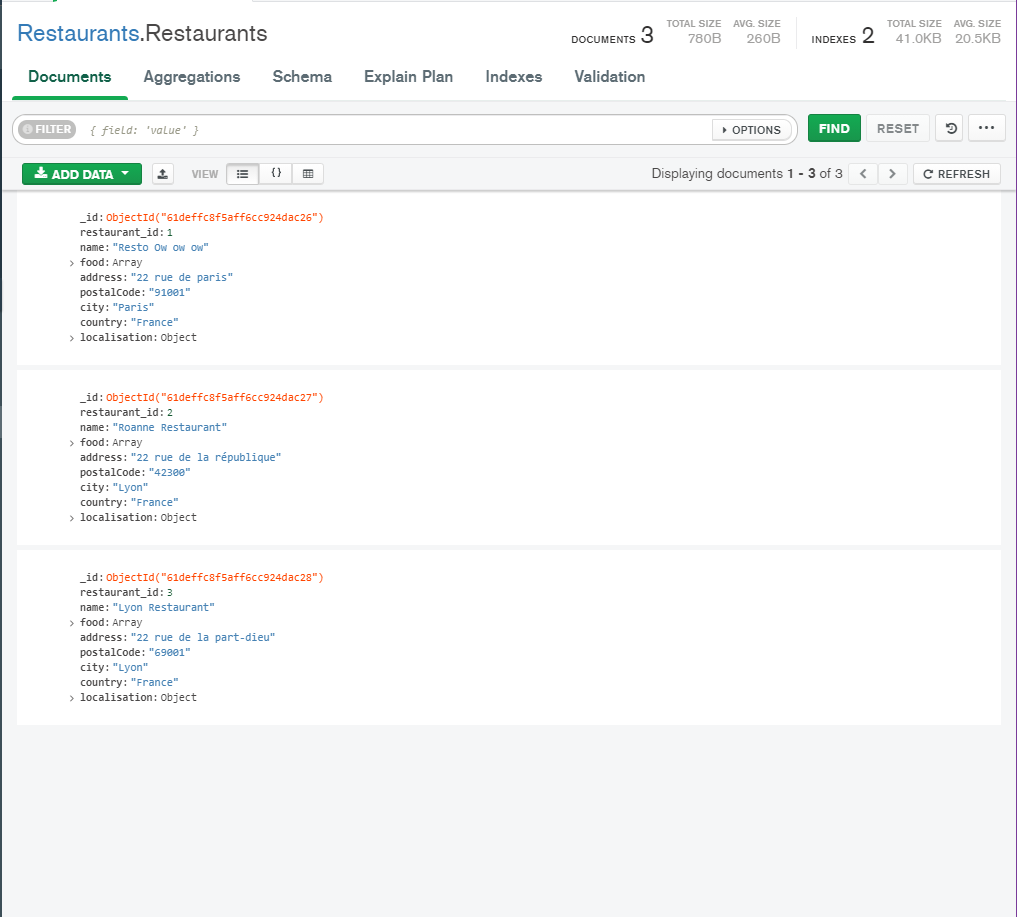 Restaurants.Restaurants
DOCUMENTS 3 TOTAL SIZE 780B AVG. SIZE 260B INDEXES 2 TOTAL SIZE 41.0KB AVG. SIZE 20.5KB
Documents Aggregations Schema Explain Plan Indexes Validation
FILTER { field: 'value' } OPTIONS FIND RESET
ADD DATA VIEW { } Displaying documents 1 - 3 of 3 REFRESH
_id: ObjectId("61deffc8f5aff6cc924dac26")
restaurant_id: 1
name: "Resto Ow ow ow"
food: Array
address: "22 rue de paris"
postalCode: "91001"
city: "Paris"
country: "France"
localisation: Object
_id: ObjectId("61deffc8f5aff6cc924dac27")
restaurant_id: 2
name: "Roanne Restaurant"
food: Array
address: "22 rue de la république"
postalCode: "42300"
city: "Lyon"
country: "France"
localisation: Object
_id: ObjectId("61deffc8f5aff6cc924dac28")
restaurant_id: 3
name: "Lyon Restaurant"
food: Array
address: "22 rue de la part-dieu"
postalCode: "69001"
city: "Lyon"
country: "France"
localisation: Object